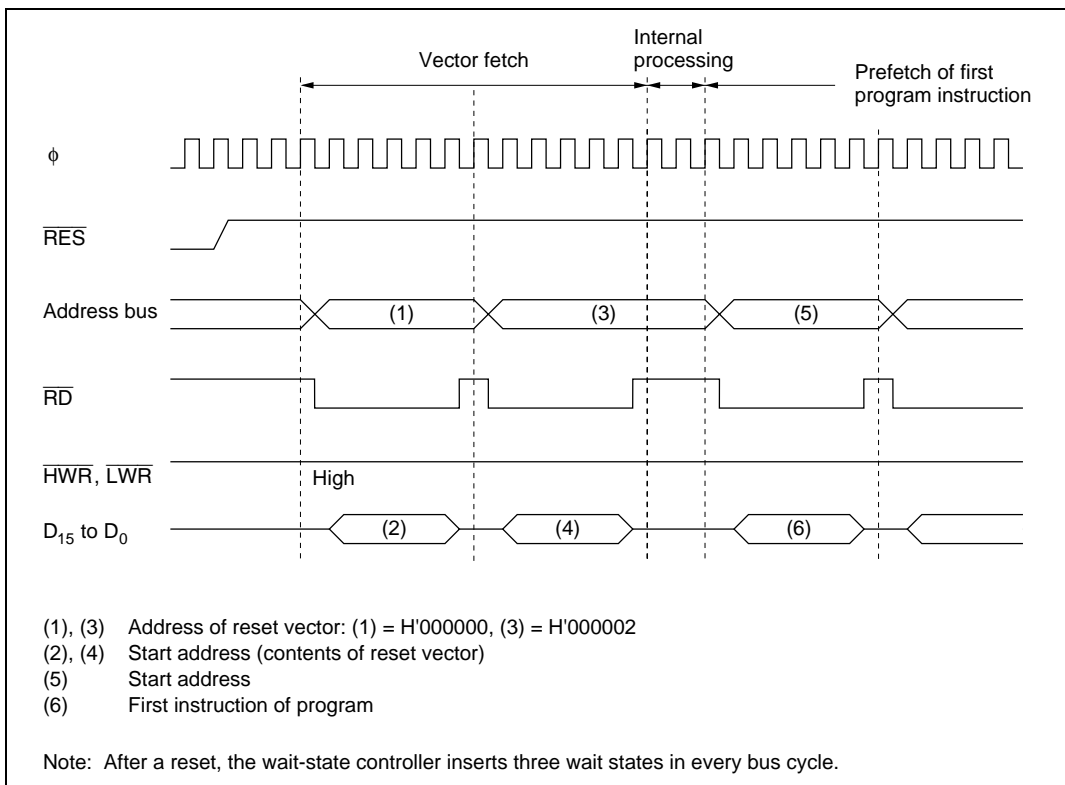 Vector fetch
Internal
processing
Prefetch of first
program instruction
ϕ
RES
Address bus
(1)
(3)
(5)
RD
HWR, LWR
High
D15 to D0
(2)
(4)
(6)
(1), (3) Address of reset vector: (1) = H'000000, (3) = H'000002
(2), (4) Start address (contents of reset vector)
(5) Start address
(6) First instruction of program
Note: After a reset, the wait-state controller inserts three wait states in every bus cycle.